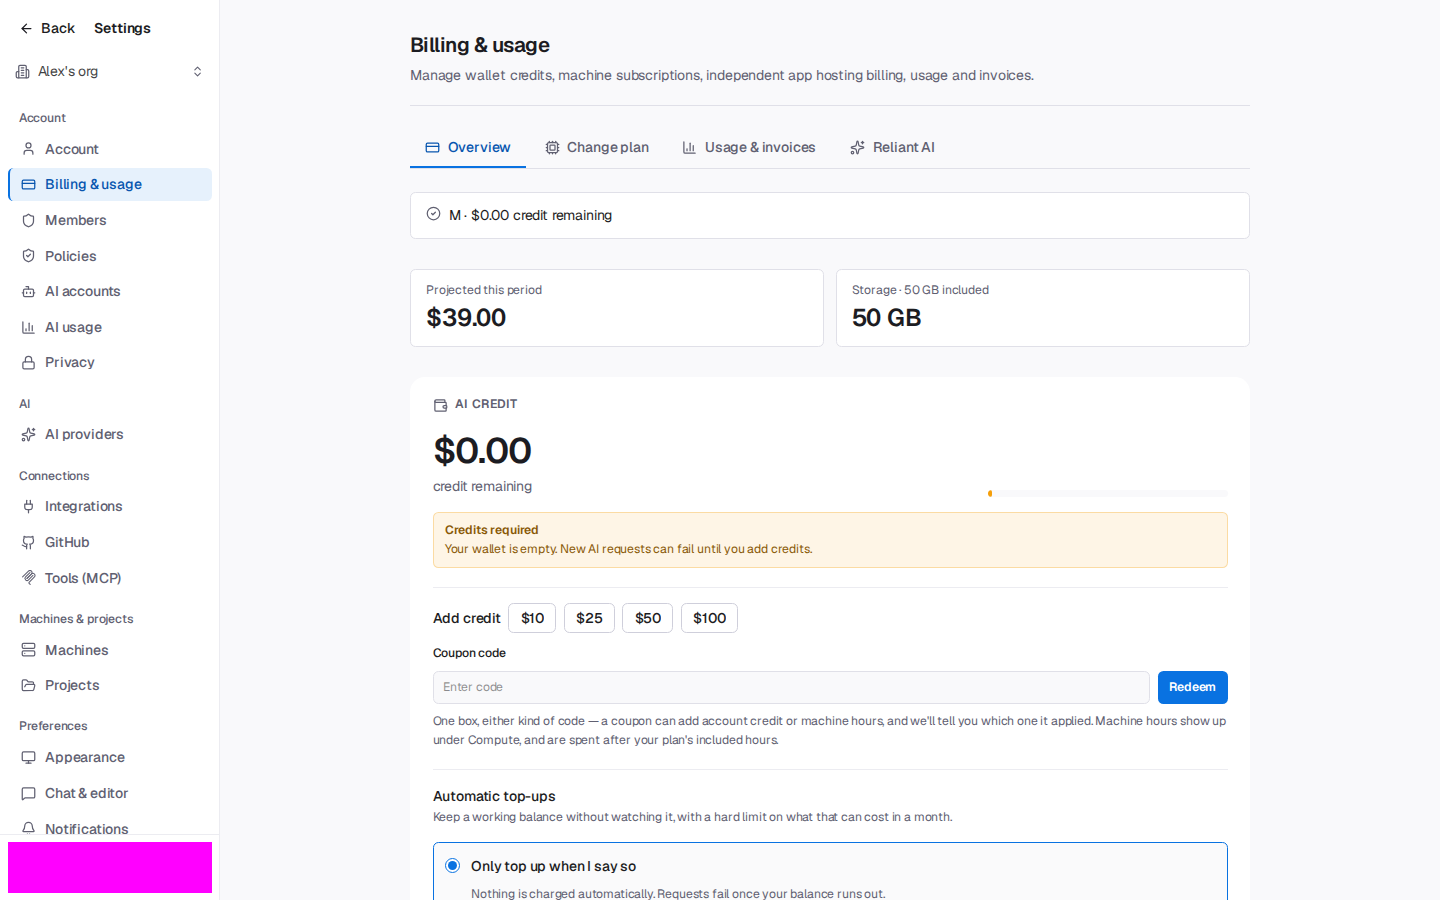 Back Settings
Alex's org
Account
Account
Billing & usage
Members
Policies
AI accounts
AI usage
Privacy
AI
AI providers
Connections
Integrations
GitHub
Tools (MCP)
Machines & projects
Machines
Projects
Preferences
Appearance
Chat & editor
Notifications
Billing & usage
Manage wallet credits, machine subscriptions, independent app hosting billing, usage and invoices.
Overview Change plan Usage & invoices Reliant AI
M · $0.00 credit remaining
Projected this period
$39.00
Storage · 50 GB included
50 GB
AI CREDIT
$0.00
credit remaining
Credits required
Your wallet is empty. New AI requests can fail until you add credits.
Add credit $10 $25 $50 $100
Coupon code
Enter code Redeem
One box, either kind of code — a coupon can add account credit or machine hours, and we'll tell you which one it applied. Machine hours show up
under Compute, and are spent after your plan's included hours.
Automatic top-ups
Keep a working balance without watching it, with a hard limit on what that can cost in a month.
Only top up when I say so
Nothing is charged automatically. Requests fail once your balance runs out.